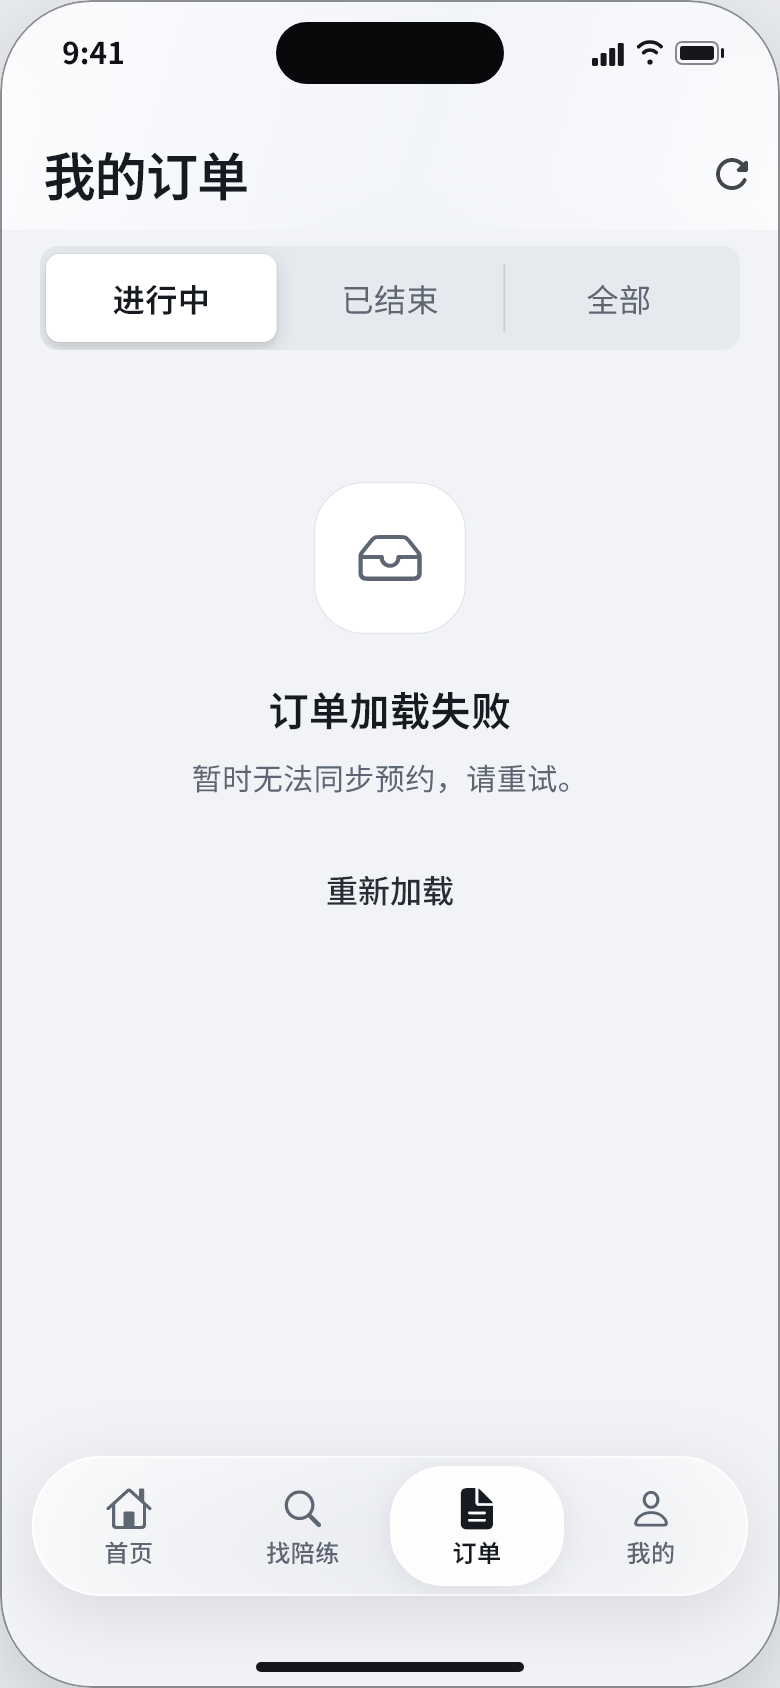 9:41
我的订单
进行中
已结束
全部
订单加载失败
暂时无法同步预约，请重试。
重新加载
首页
找陪练
订单
我的